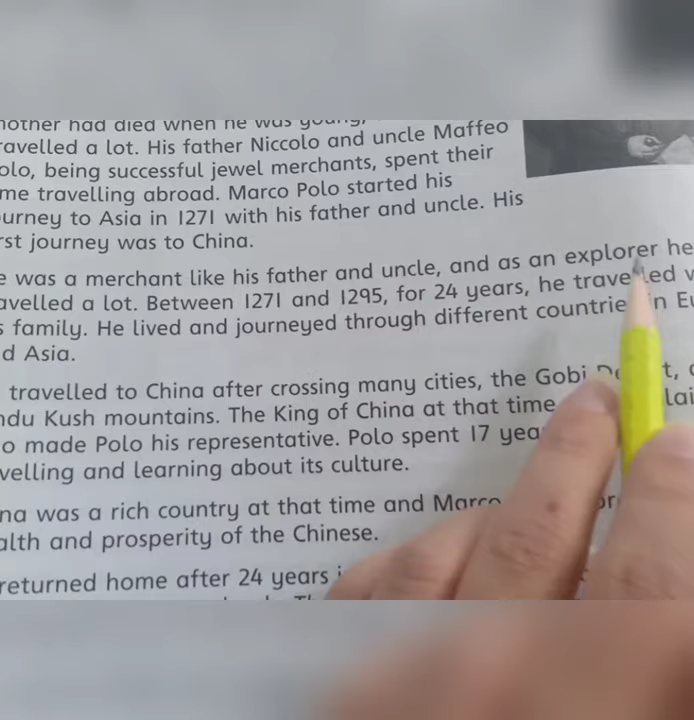 mother had died when he was young,
ravelled a lot. His father Niccolo and uncle Maffeo
olo, being successful jewel merchants, spent their
me travelling abroad. Marco Polo started his
urney to Asia in 1271 with his father and uncle. His
rst journey was to China.
e was a merchant like his father and uncle, and as an explorer he
avelled a lot. Between 1271 and 1295, for 24 years, he travelled
s family. He lived and journeyed through different countrie in
d Asia.
travelled to China after crossing many cities, the Gobi
ndu Kush mountains. The King of China at that time
o made Polo his representative. Polo spent 17
velling and learning about its culture.
na was a rich country at that time and Marco
alth and prosperity of the Chinese.
returned home after 24 years